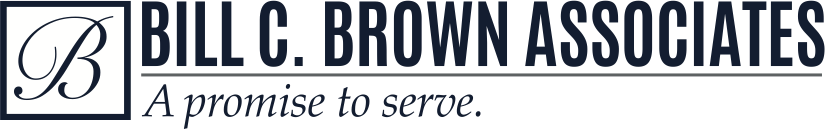 B
BILL C. BROWN ASSOCIATES
A promise to serve.